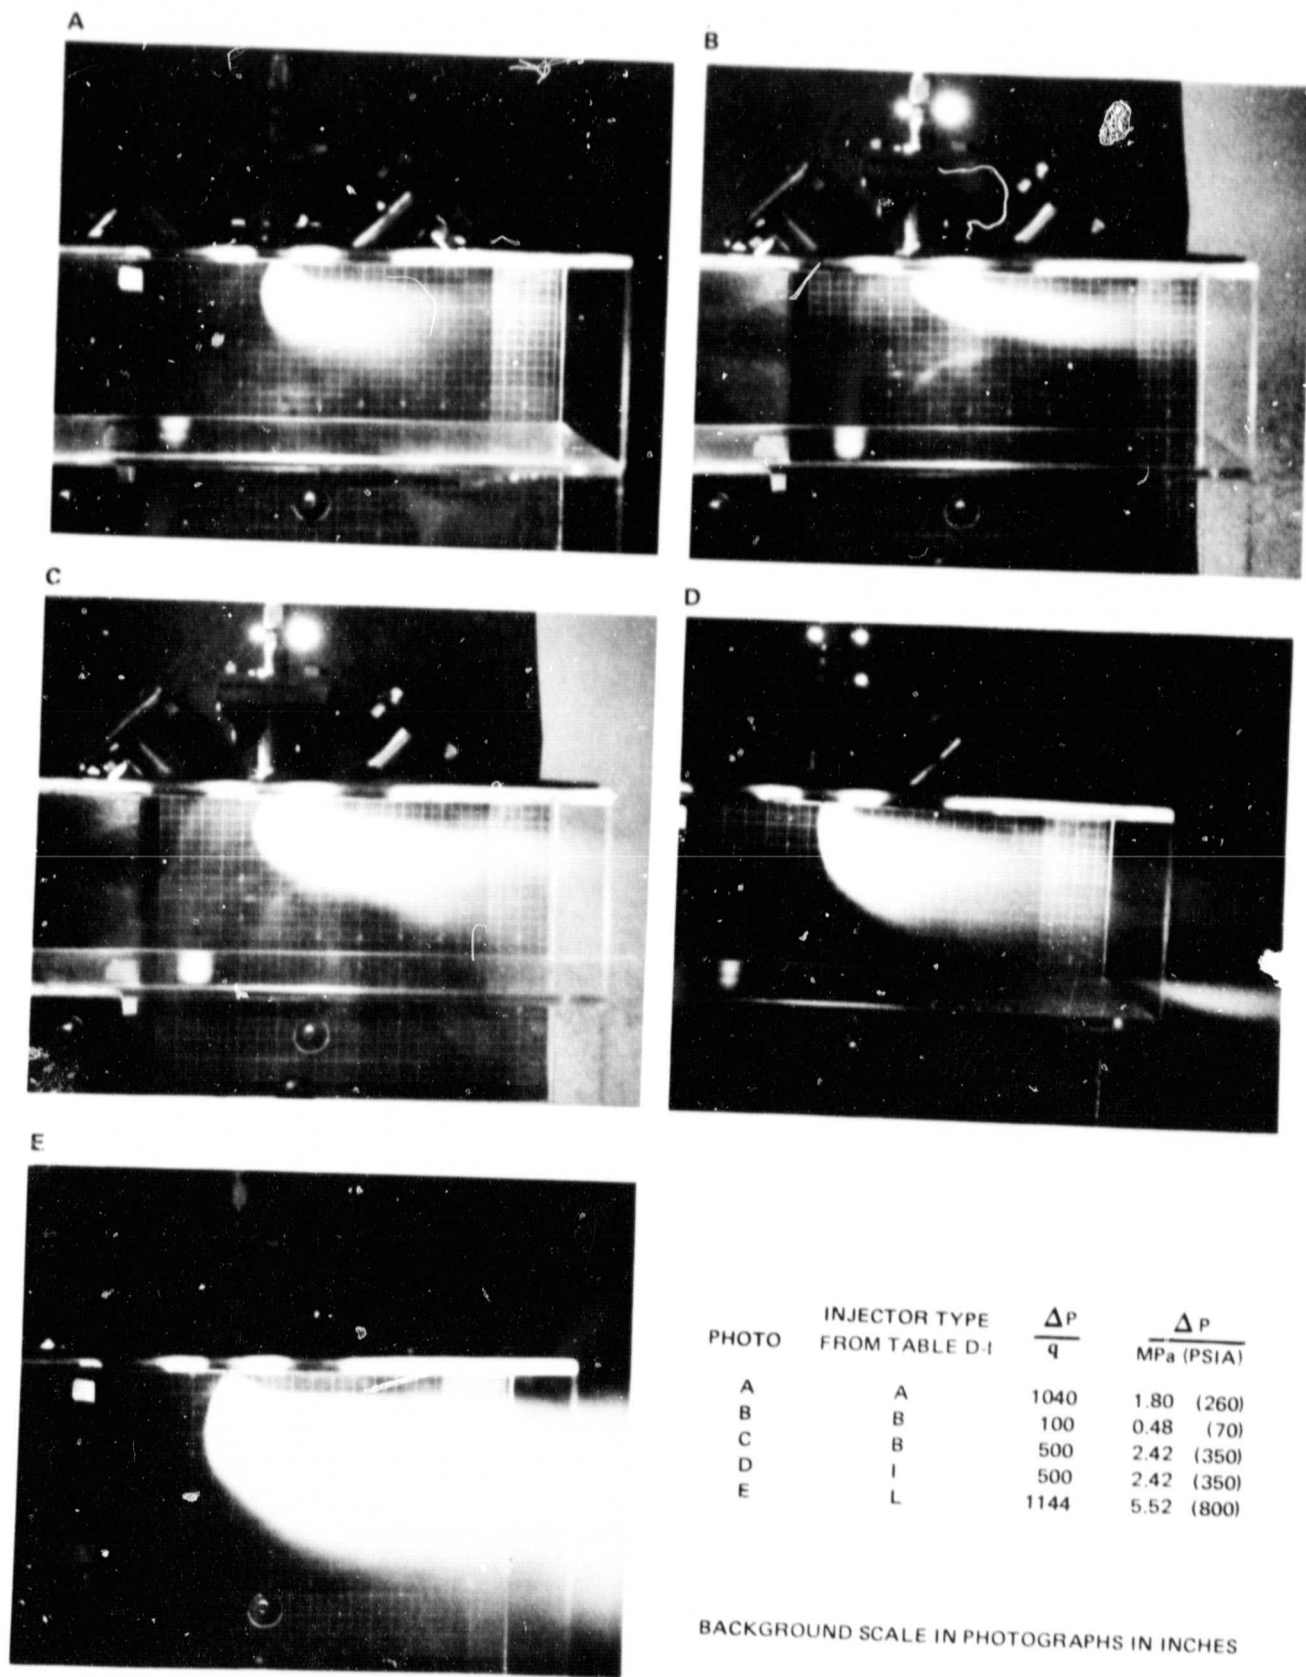 A
B
C
D
E
INJECTOR TYPE ΔP ΔP
PHOTO FROM TABLE D-I q MPa (PSIA)
A A 1040 1.80 (260)
B B 100 0.48 (70)
C B 500 2.42 (350)
D I 500 2.42 (350)
E L 1144 5.52 (800)
BACKGROUND SCALE IN PHOTOGRAPHS IN INCHES